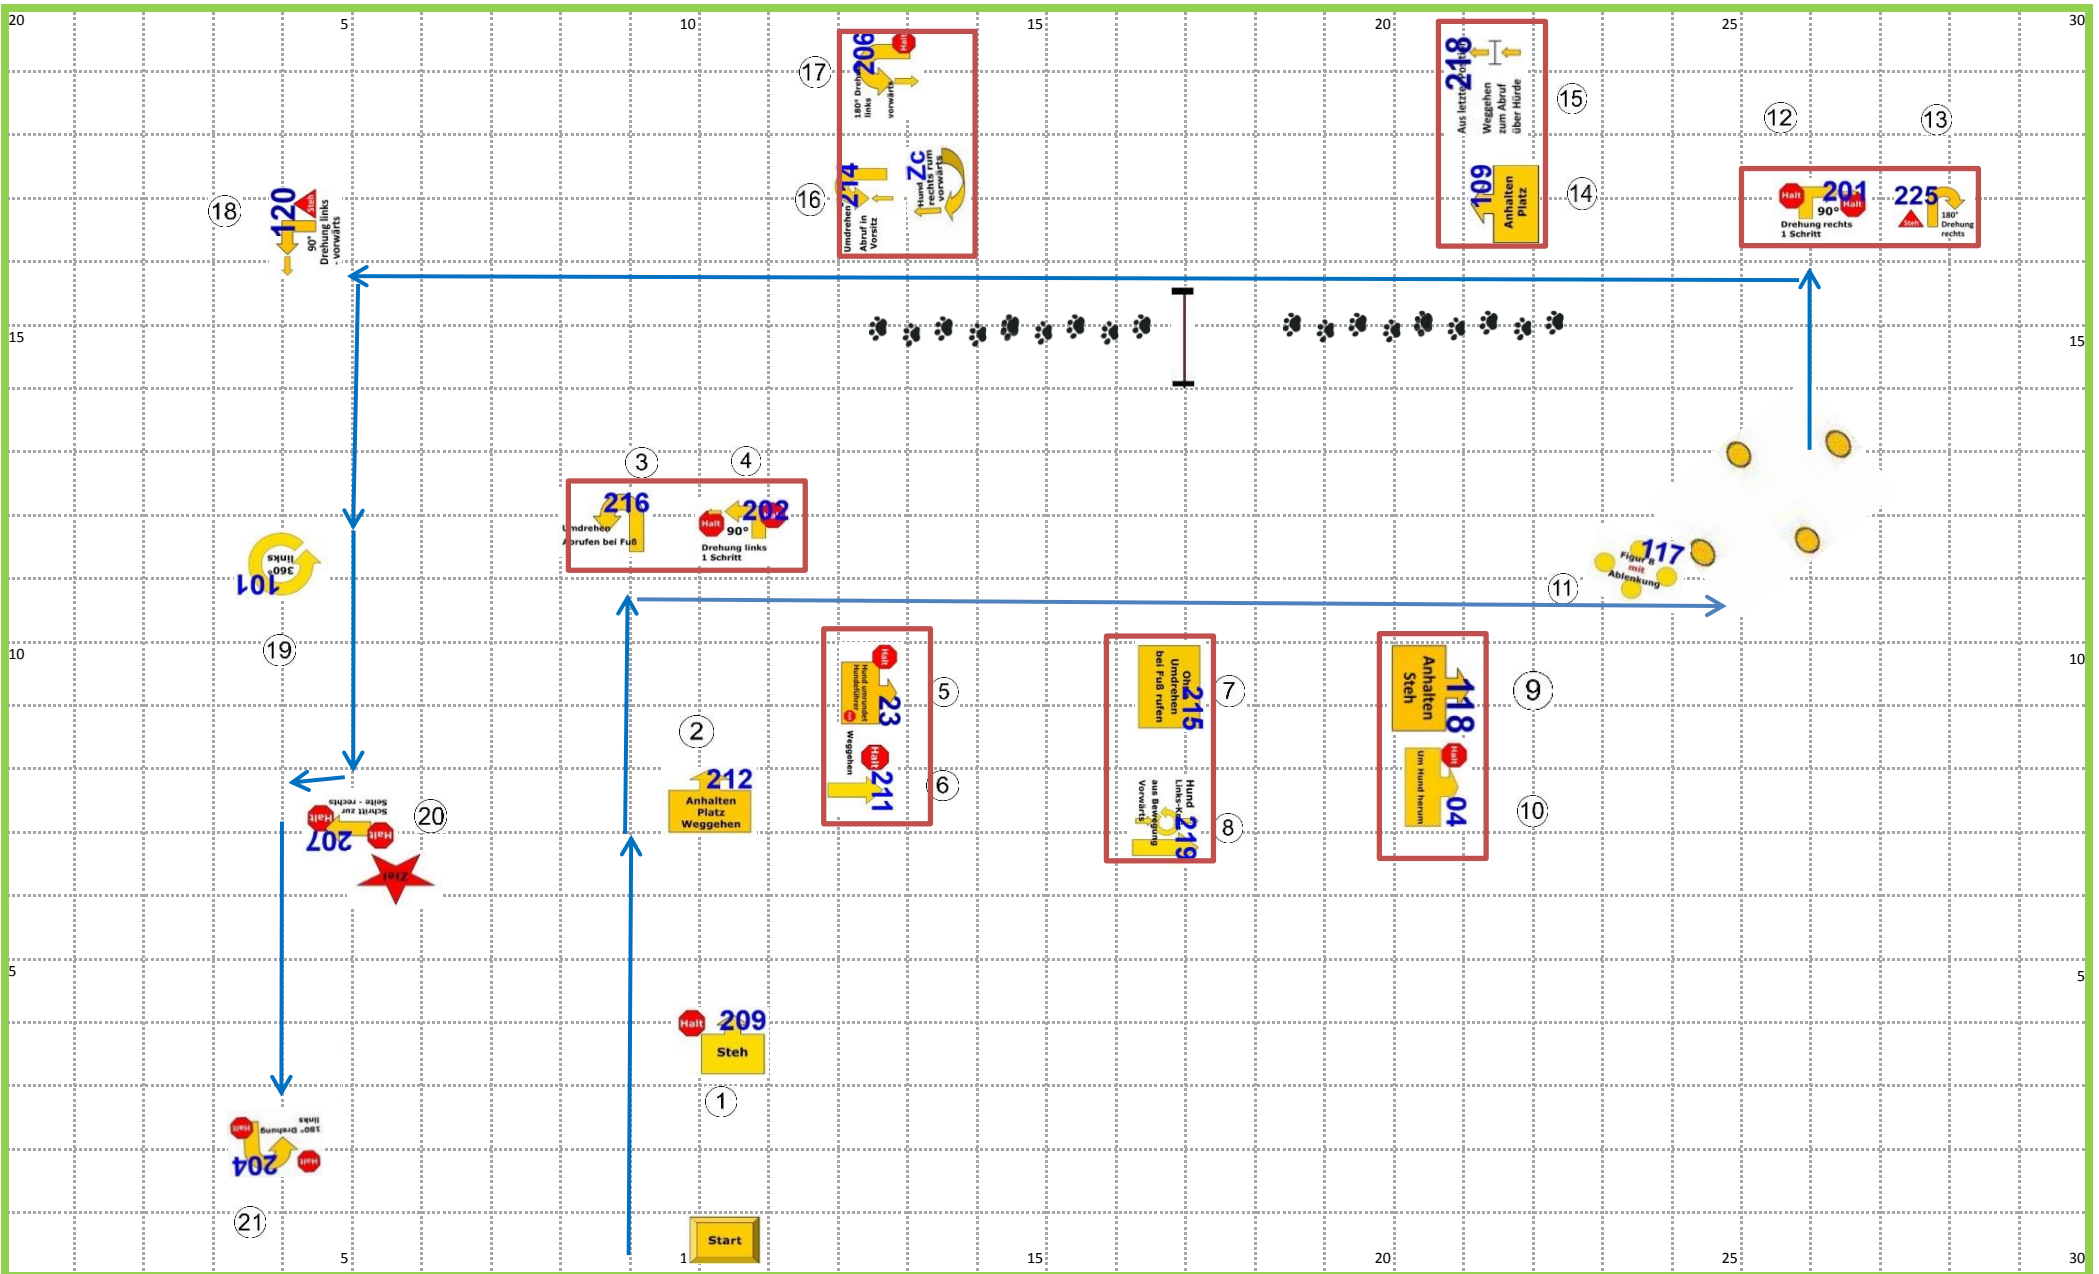 20
5
10
15
20
25
30
17
206
Halt
180° Dreh
links
vorwärts
218
Aus letzter Positi
Weggehen
zum Abruf
über Hürde
15
12
13
18
120
Steh
90°
Drehung links
- vorwärts
16
214
Umdrehen
Abruf in
Vorsitz
Zc
Hund
rechts rum
vorwärts
109
Anhalten
Platz
14
Halt
201
Halt
90°
Drehung rechts
1 Schritt
225
Steh
180°
Drehung
rechts
15
15
3
4
216
Umdrehen
Abrufen bei Fuß
202
Halt
90°
Drehung links
1 Schritt
101
360°
links
19
11
117
Figur 8
mit
Ablenkung
10
10
5
Halt
23
Hund umrundet
Hundeführer
6
Weggehen
Halt
211
7
Umdrehen
bei Fuß rufen
215
8
Hund
aus Bewegung
Vorwärts
219
9
Anhalten
Steh
118
10
Um Hund herum
Halt
04
2
212
Anhalten
Platz
Weggehen
20
Schritt zur
Seite - rechts
Halt
Halt
207
Ziel
5
5
Halt
209
Steh
1
180° Drehung
links
Halt
Halt
204
21
Start
5
1
15
20
25
30